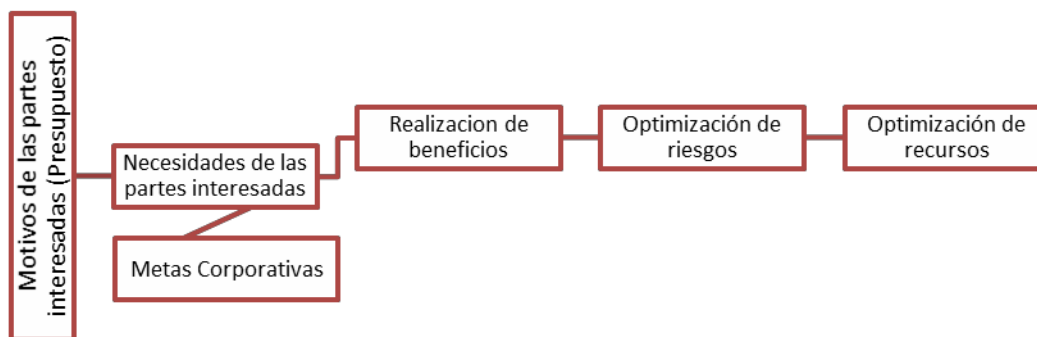 Motivos de las partes
interesadas (Presupuesto)
Necesidades de las
partes interesadas
Metas Corporativas
Realizacion de
beneficios
Optimización de
riesgos
Optimización de
recursos